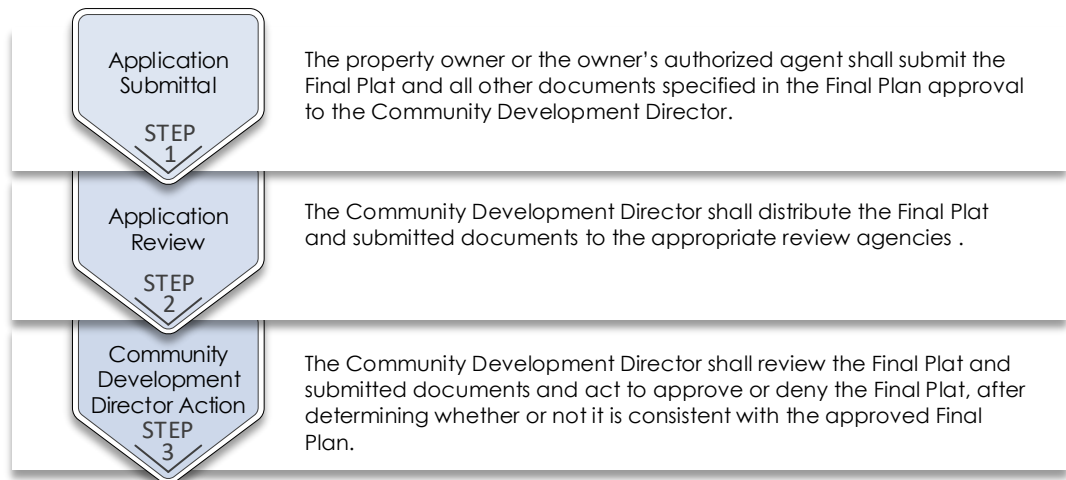 Application
Submittal
STEP
1
The property owner or the owner’s authorized agent shall submit the
Final Plat and all other documents specified in the Final Plan approval
to the Community Development Director.
Application
Review
STEP
2
The Community Development Director shall distribute the Final Plat
and submitted documents to the appropriate review agencies .
Community
Development
Director Action
STEP
3
The Community Development Director shall review the Final Plat and
submitted documents and act to approve or deny the Final Plat, after
determining whether or not it is consistent with the approved Final
Plan.